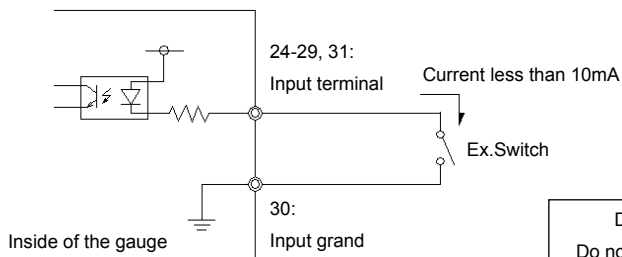 24-29, 31:
Input terminal
Current less than 10mA
Ex.Switch
30:
Input grand
Inside of the gauge
Do no